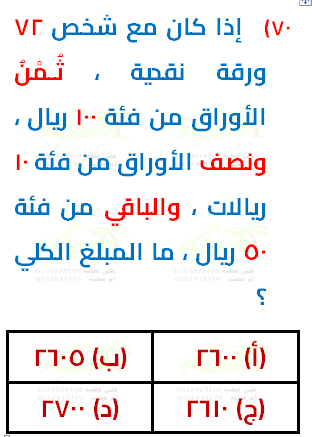 ٧٠) إذا كان مع شخص ٧٢
ورقة نقدية ، ثُـمْنُ
الأوراق من فئة ١٠٠ ريال ،
ونصف الأوراق من فئة ١٠
ريالات ، والباقي من فئة
٥٠ ريال ، ما المبلغ الكلي
؟
(أ) ٢٦٠٠ (ب) ٢٦٠٥
(ج) ٢٦١٠ (د) ٢٧٠٠